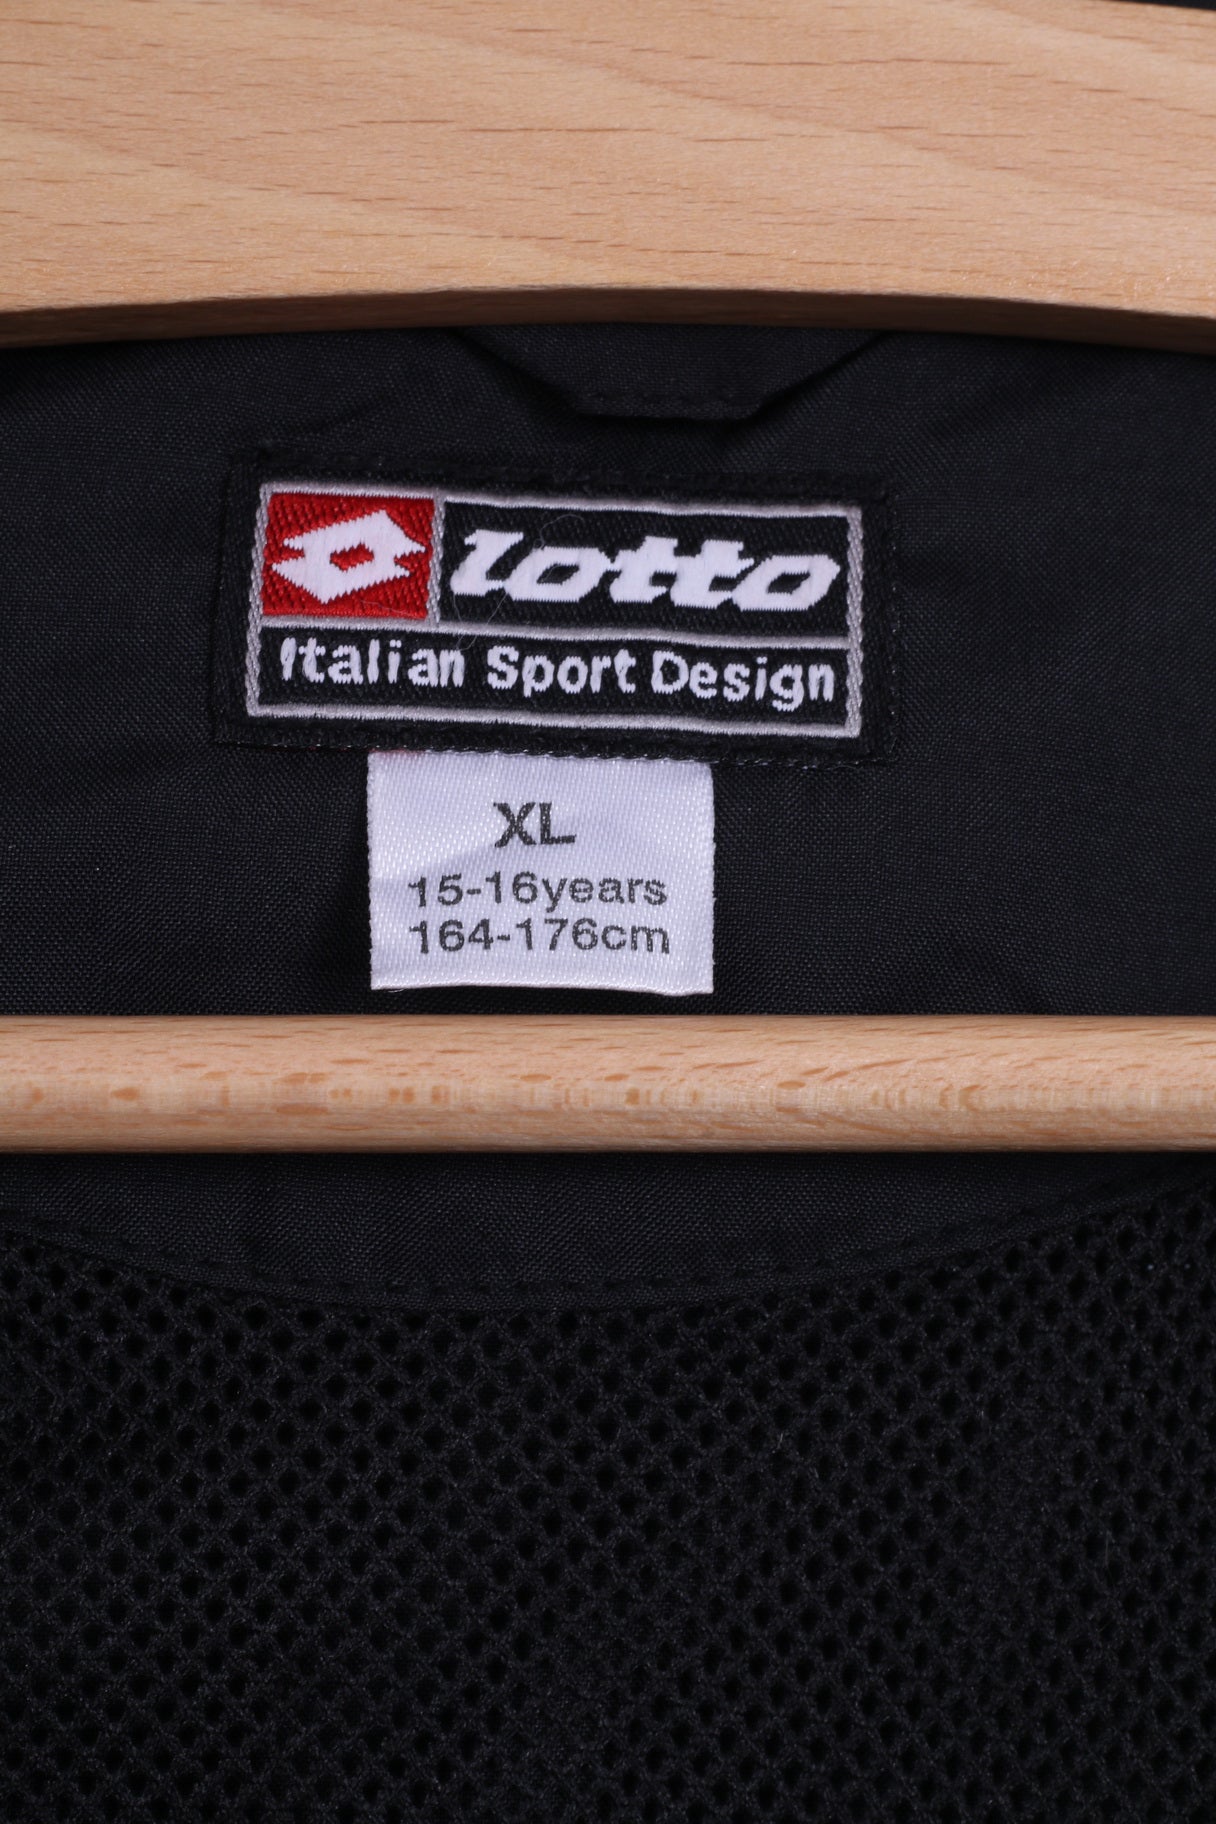 lotto
Italian Sport Design
XL
15-16years
164-176cm